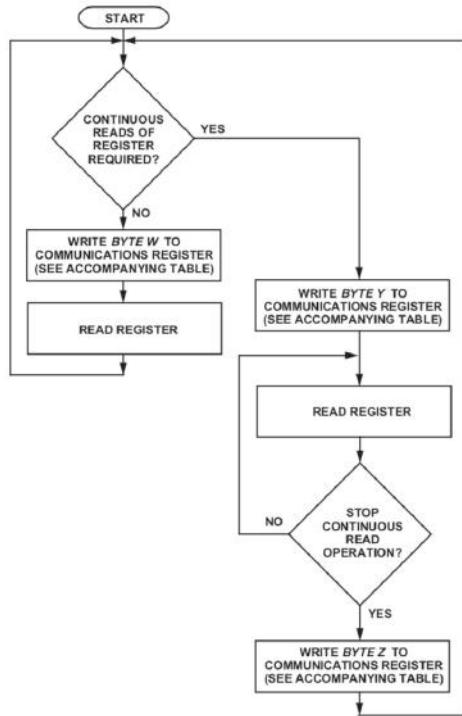 START
CONTINUOUS
READS OF
REGISTER
REQUIRED?
YES
NO
WRITE BYTE W TO
COMMUNICATIONS REGISTER
(SEE ACCOMPANYING TABLE)
READ REGISTER
WRITE BYTE Y TO
COMMUNICATIONS REGISTER
(SEE ACCOMPANYING TABLE)
READ REGISTER
STOP
CONTINUOUS
READ
OPERATION?
NO
YES
WRITE BYTE Z TO
COMMUNICATIONS REGISTER
(SEE ACCOMPANYING TABLE)